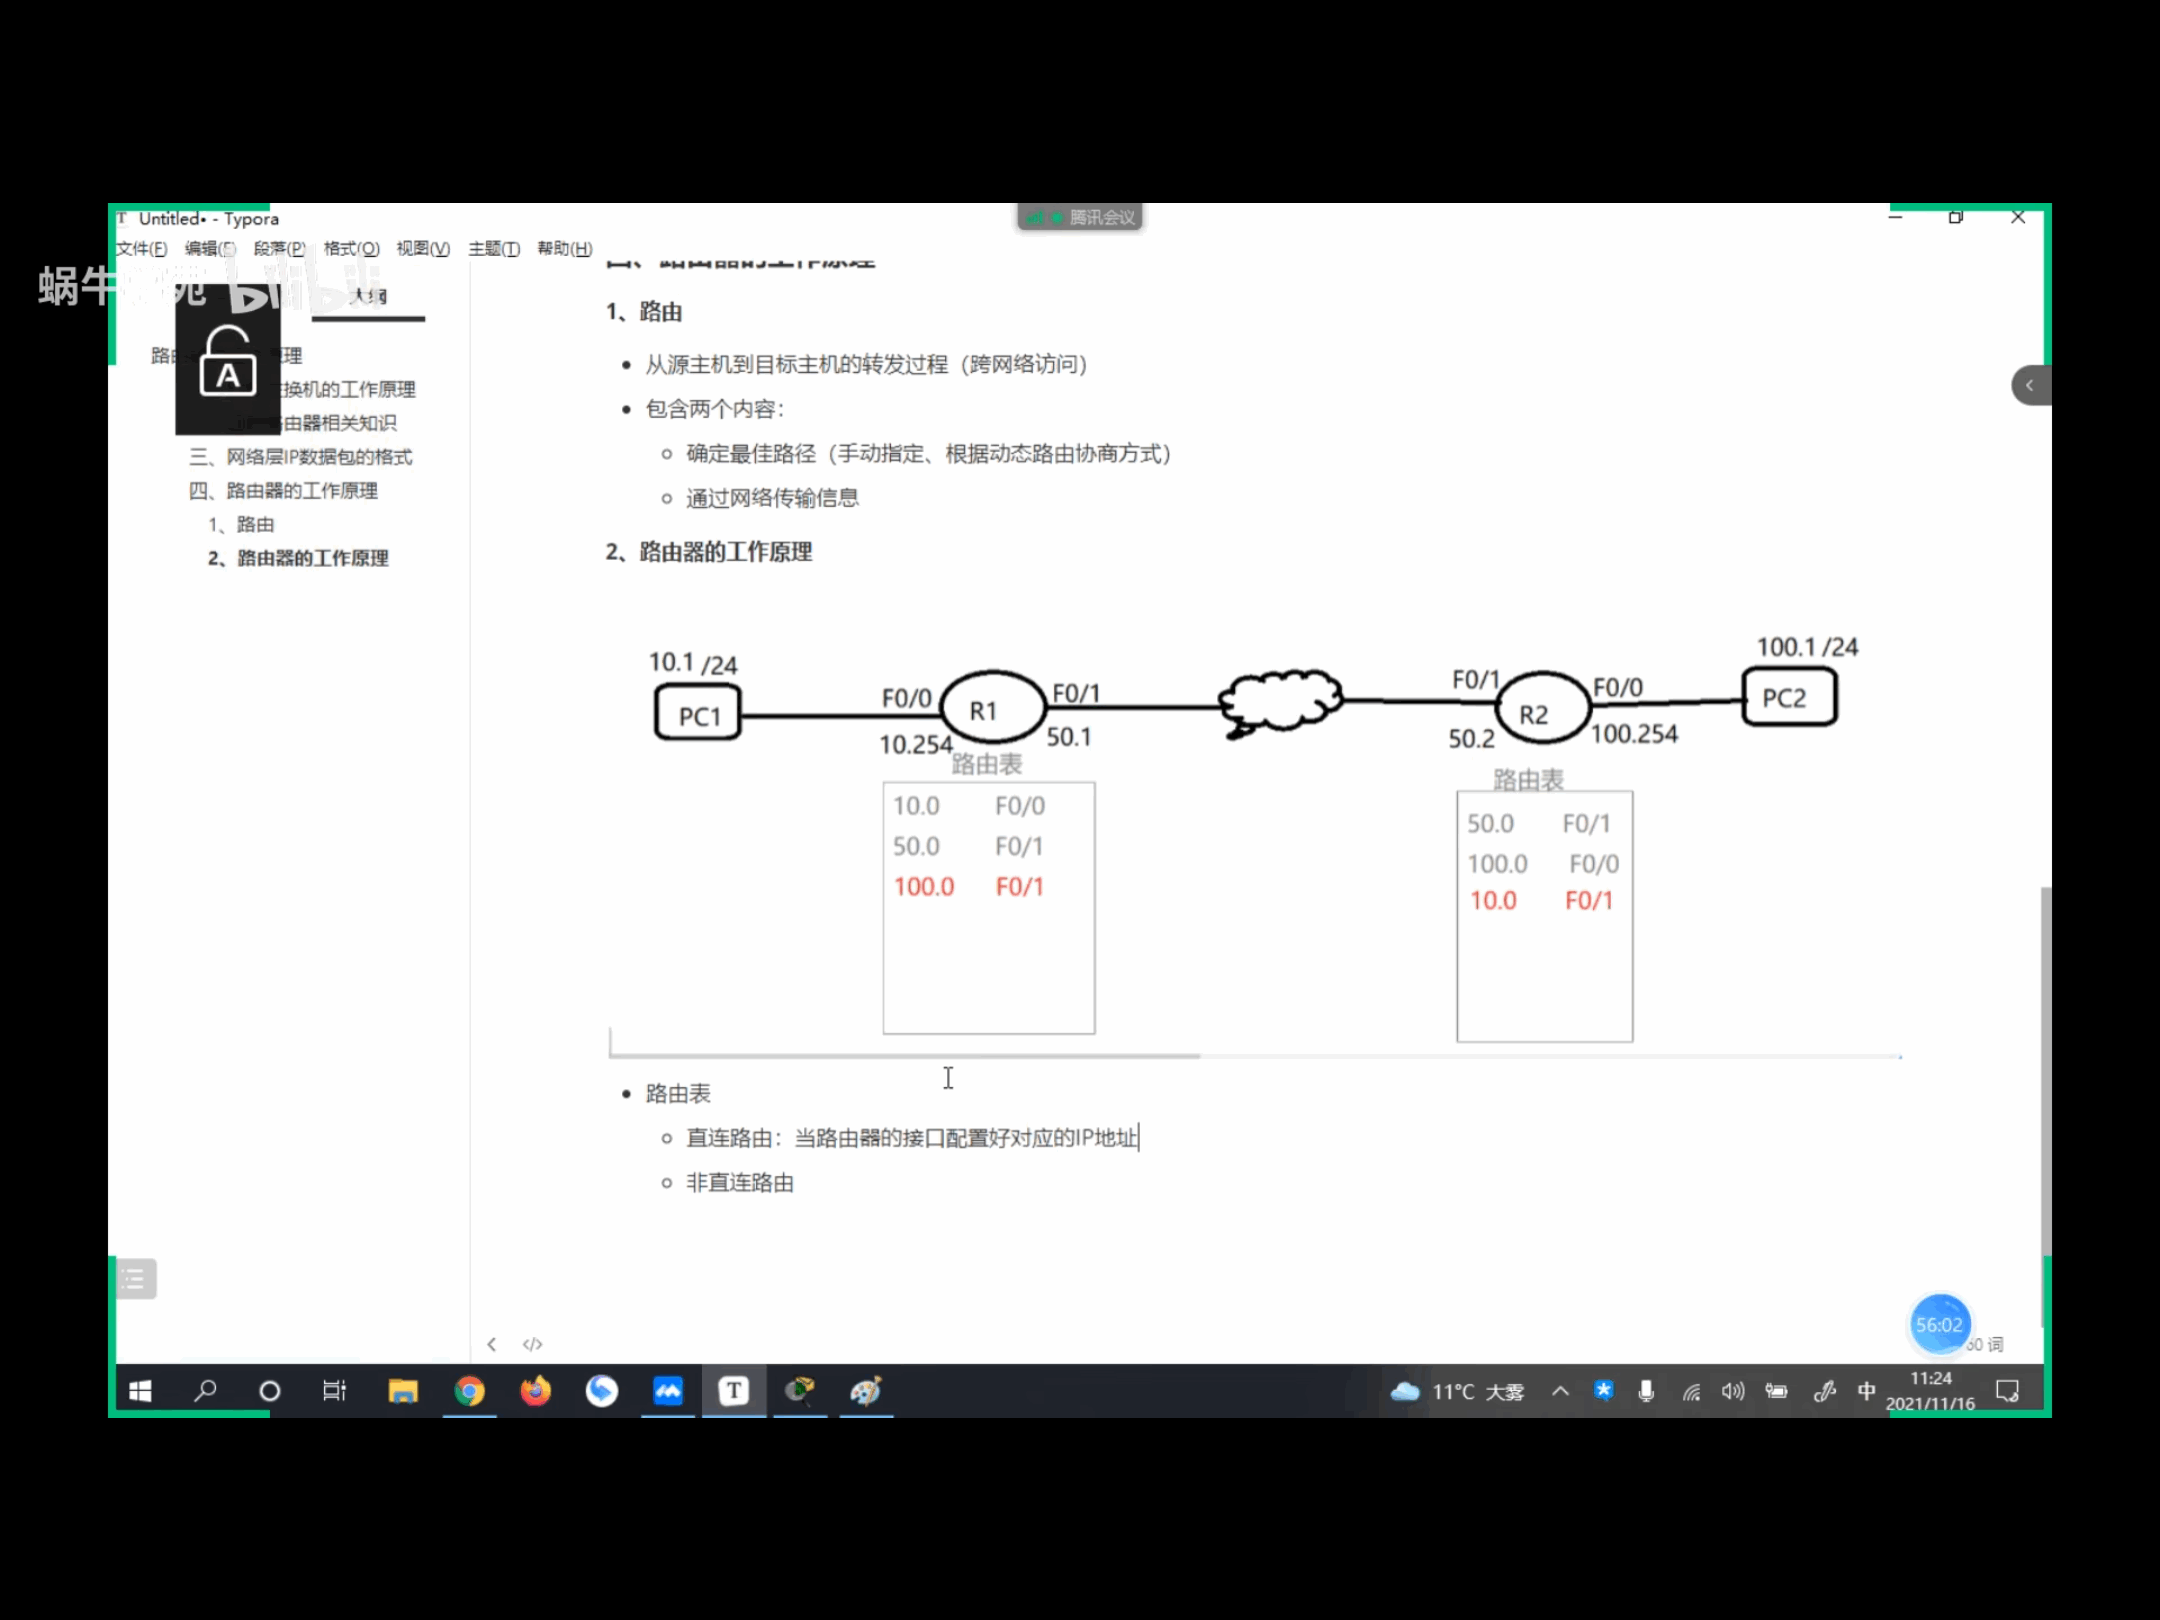 Untitled• - Typora
腾讯会议
文件(F) 编辑(E) 段落(P) 格式(O) 视图(V) 主题(T) 帮助(H)
蜗牛 苑 bilibili
大纲
A
理
换机的工作原理
由器相关知识
三、网络层IP数据包的格式
四、路由器的工作原理
1、路由
2、路由器的工作原理
四、路由器的工作原理
1、路由
从源主机到目标主机的转发过程（跨网络访问）
包含两个内容：
确定最佳路径（手动指定、根据动态路由协商方式）
通过网络传输信息
2、路由器的工作原理
10.1 /24
PC1
F0/0
R1
F0/1
10.254
50.1
F0/1
R2
F0/0
50.2
100.254
100.1 /24
PC2
路由表
10.0 F0/0
50.0 F0/1
100.0 F0/1
路由表
50.0 F0/1
100.0 F0/0
10.0 F0/1
路由表
直连路由：当路由器的接口配置好对应的IP地址
非直连路由
56:02
词
11°C 大雾
中
11:24
2021/11/16